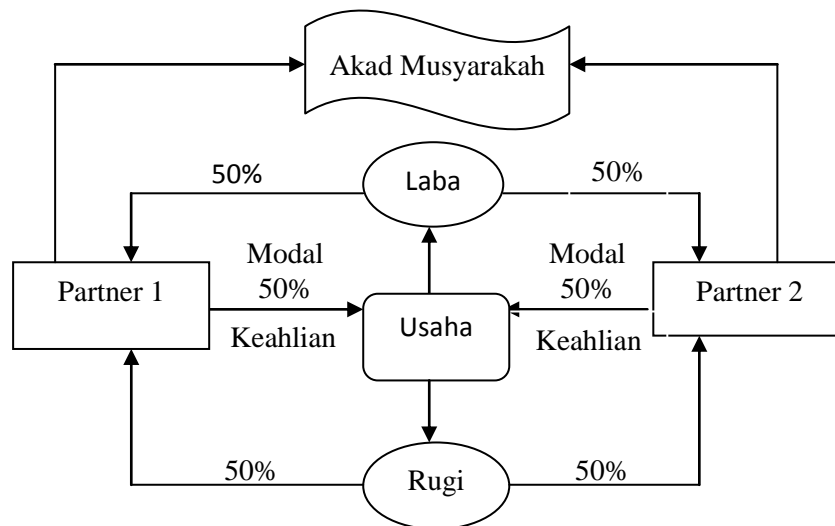 Akad Musyarakah
50%
Laba
50%
Partner 1
Modal
50%
Keahlian
Usaha
Modal
50%
Keahlian
Partner 2
50%
Rugi
50%